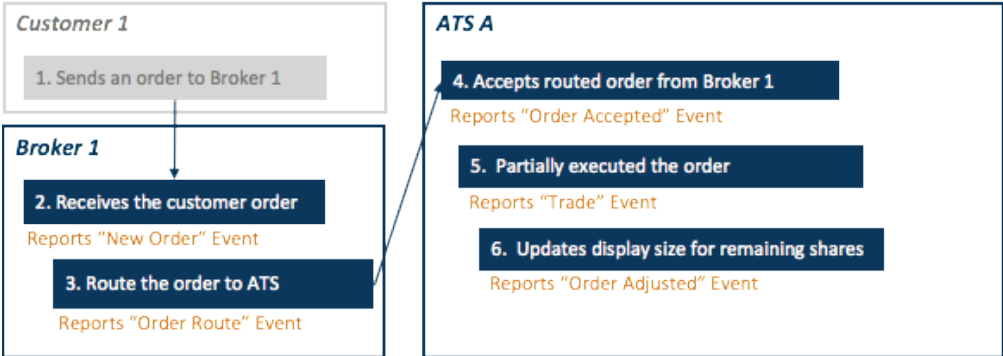 Customer 1
1. Sends an order to Broker 1
Broker 1
2. Receives the customer order
Reports “New Order” Event
3. Route the order to ATS
Reports “Order Route” Event
ATS A
4. Accepts routed order from Broker 1
Reports “Order Accepted” Event
5. Partially executed the order
Reports “Trade” Event
6. Updates display size for remaining shares
Reports “Order Adjusted” Event